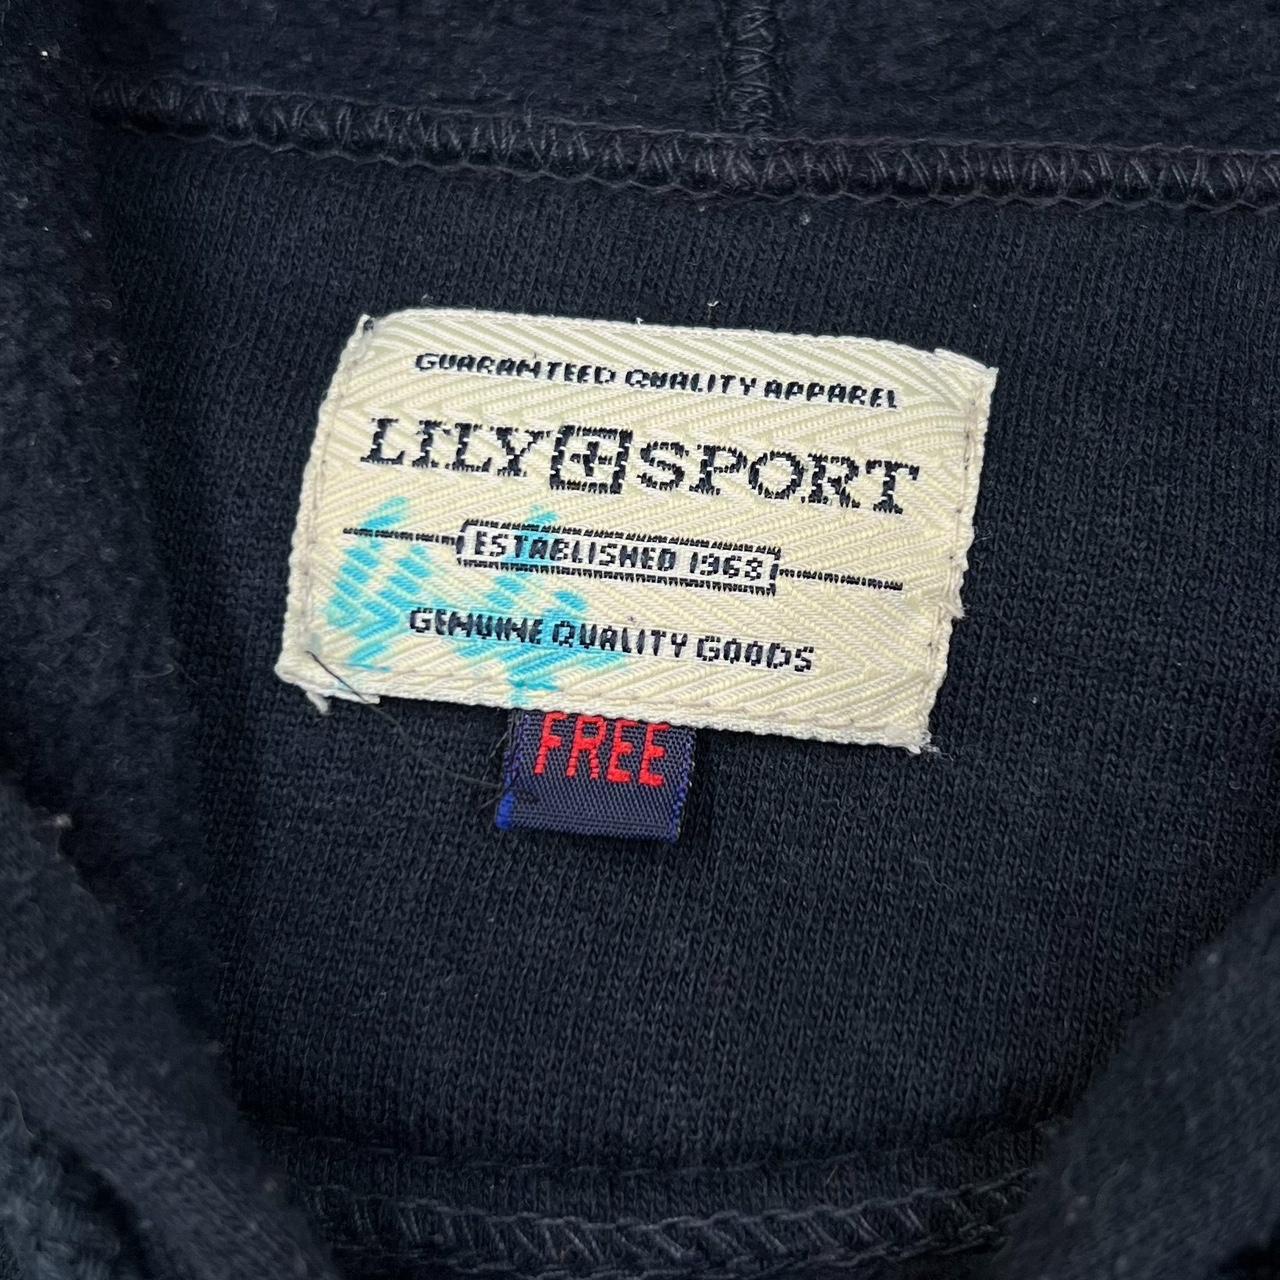 GUARANTEED QUALITY APPAREL
LILY SPORT
ESTABLISHED 1968
GENUINE QUALITY GOODS
FREE